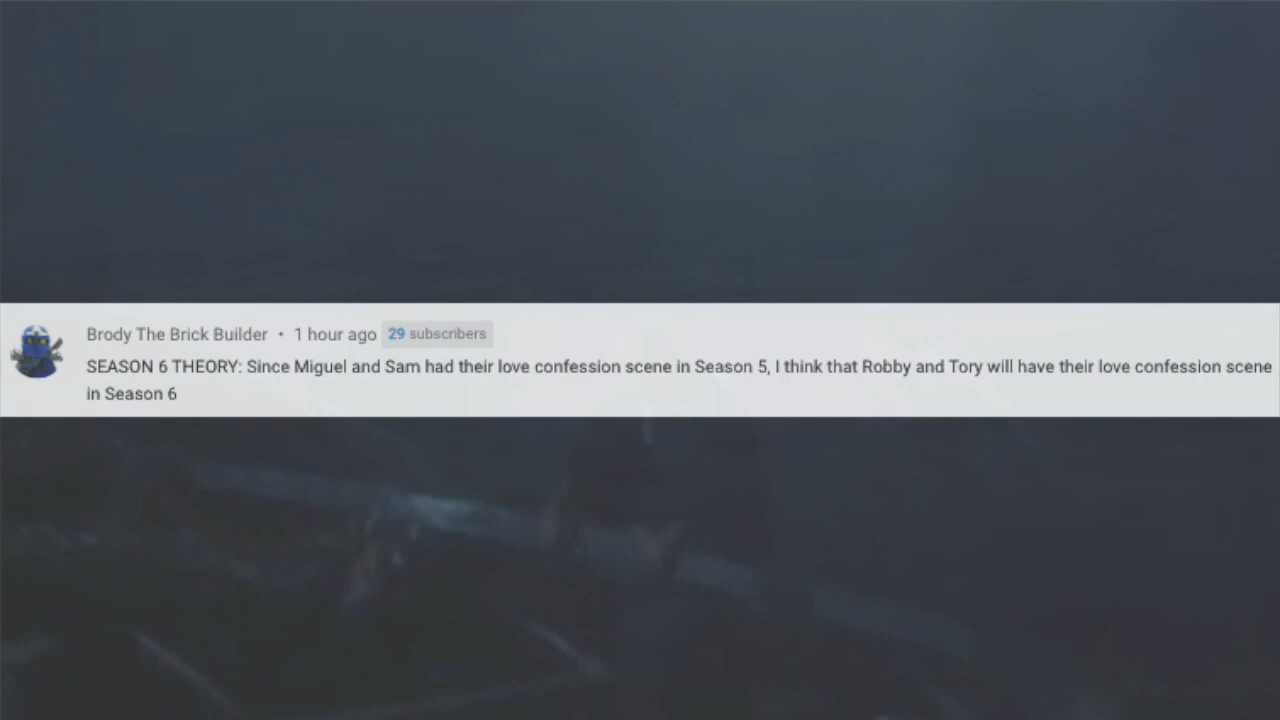 Brody The Brick Builder • 1 hour ago 29 subscribers
SEASON 6 THEORY: Since Miguel and Sam had their love confession scene in Season 5, I think that Robby and Tory will have their love confession scene
in Season 6